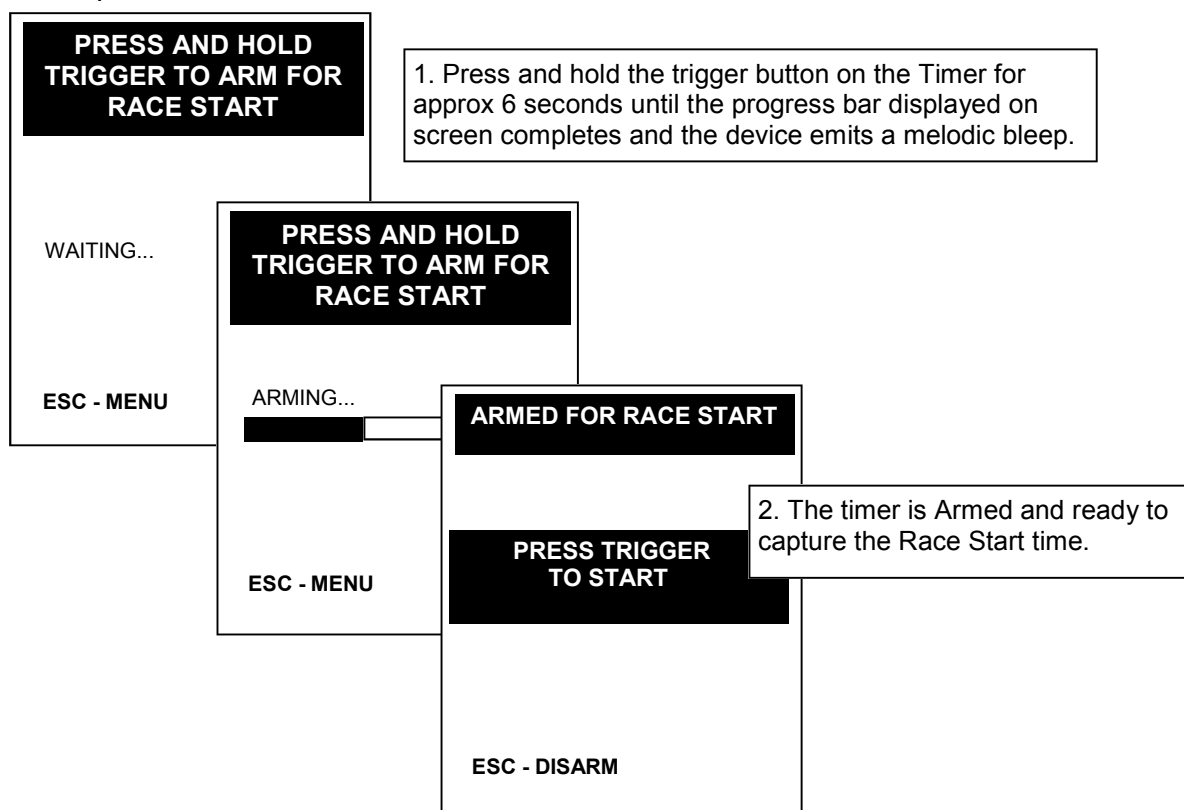 PRESS AND HOLD
TRIGGER TO ARM FOR
RACE START
WAITING...
ESC - MENU
1. Press and hold the trigger button on the Timer for
approx 6 seconds until the progress bar displayed on
screen completes and the device emits a melodic bleep.
PRESS AND HOLD
TRIGGER TO ARM FOR
RACE START
ARMING...
ESC - MENU
ARMED FOR RACE START
PRESS TRIGGER
TO START
ESC - DISARM
2. The timer is Armed and ready to
capture the Race Start time.